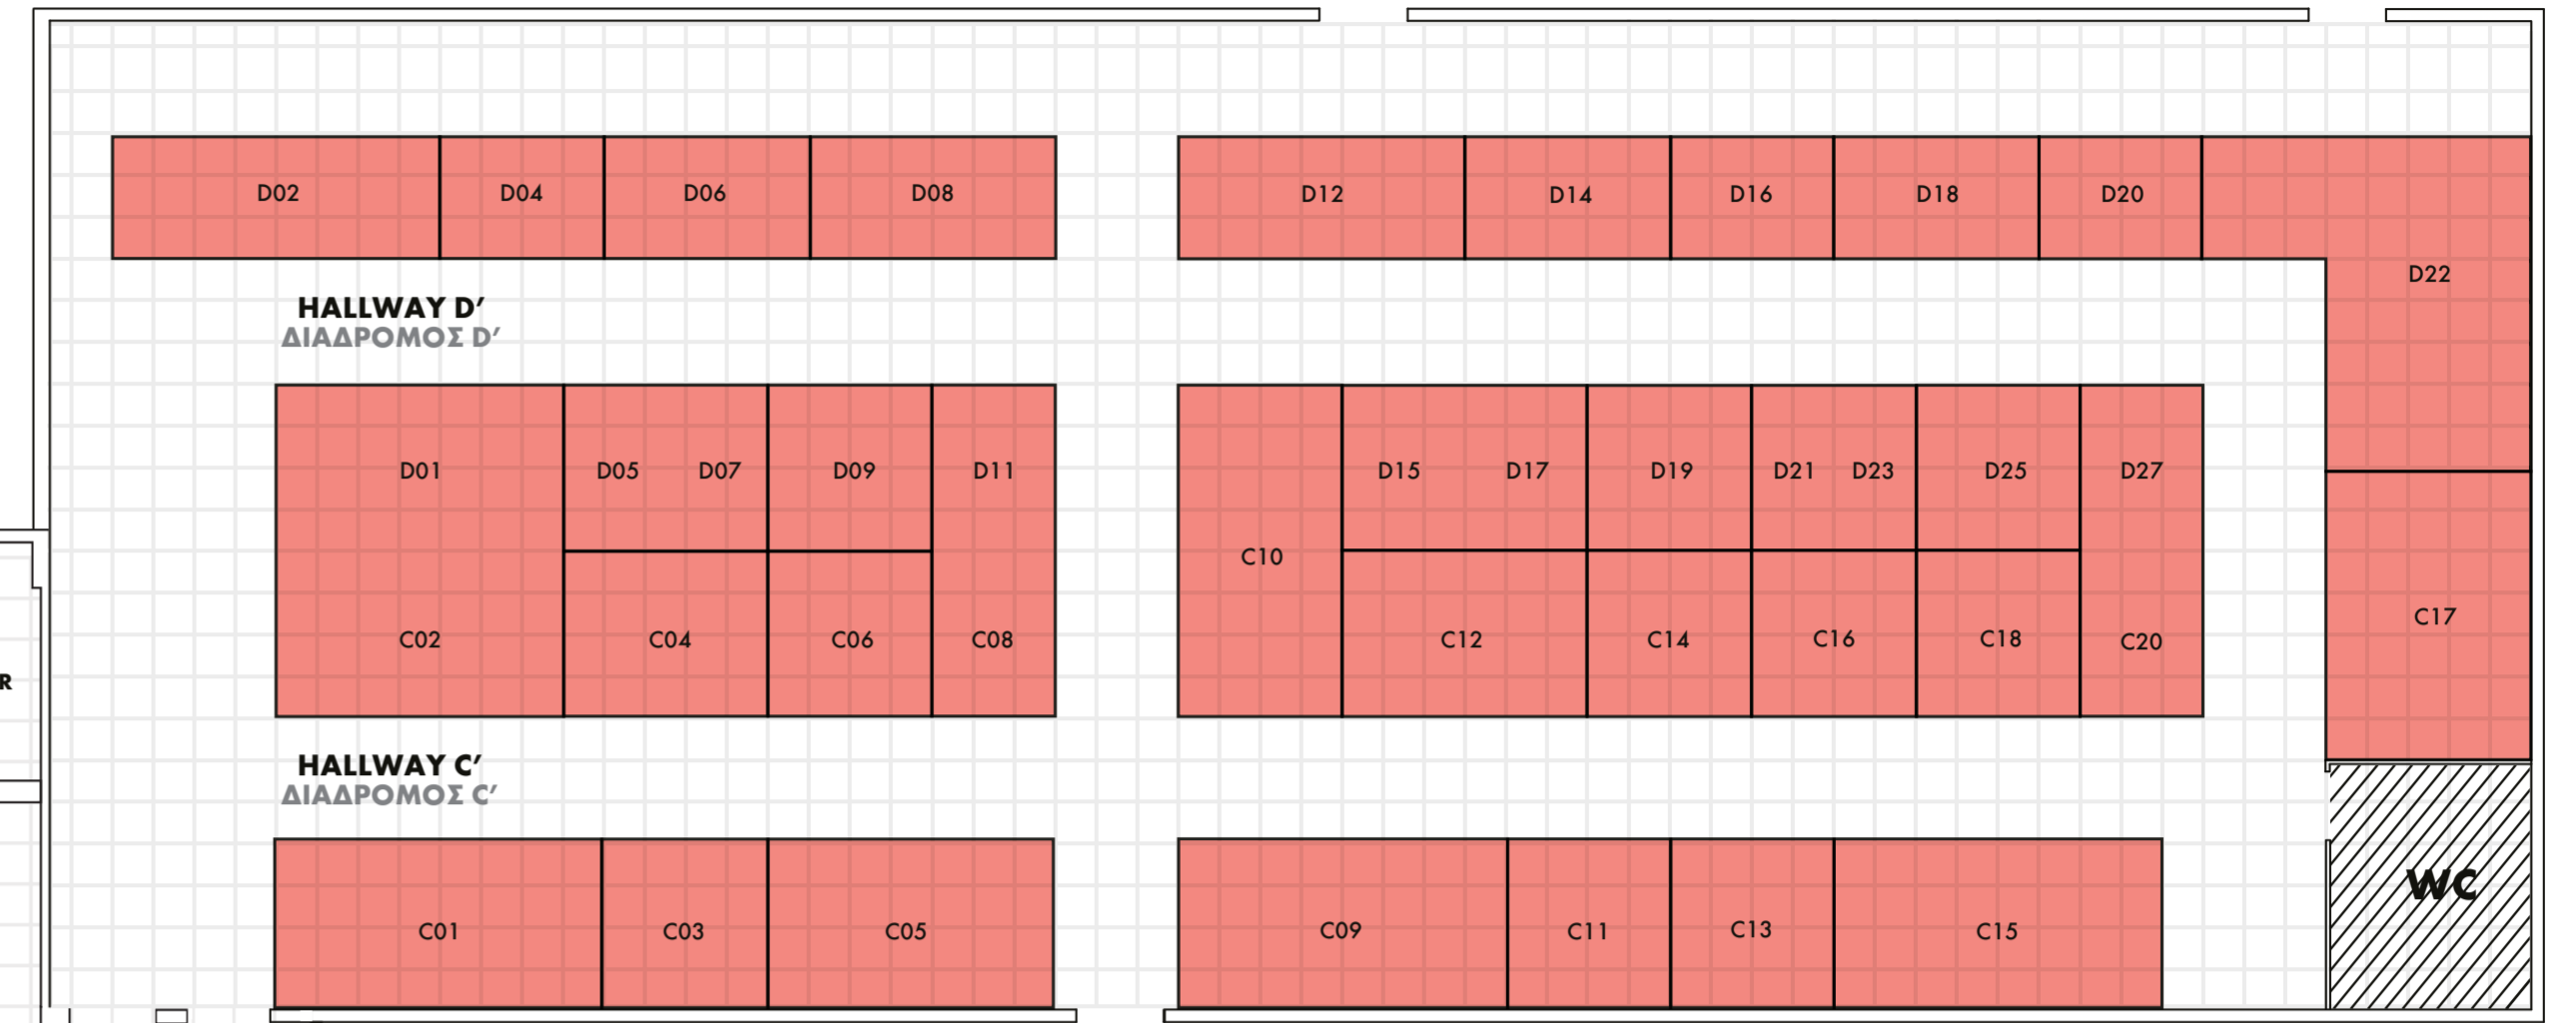 D02 D04 D06 D08 D12 D14 D16 D18 D20
D22
HALLWAY D′
ΔΙΑΔΡΟΜΟΣ D′
D01 D05 D07 D09 D11 D15 D17 D19 D21 D23 D25 D27
C10
C17
C02 C04 C06 C08 C12 C14 C16 C18 C20
R
HALLWAY C′
ΔΙΑΔΡΟΜΟΣ C′
WC
C01 C03 C05 C09 C11 C13 C15